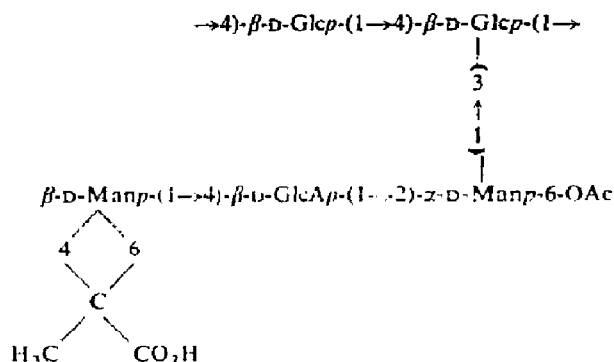 →4)-β-D-Glcp-(1→4)-β-D-Glcp-(1→
3
↑
1
β-D-Manp-(1→4)-β-D-GlcAp-(1→2)-α-D-Manp-6-OAc
4 6
C
H₃C CO₂H